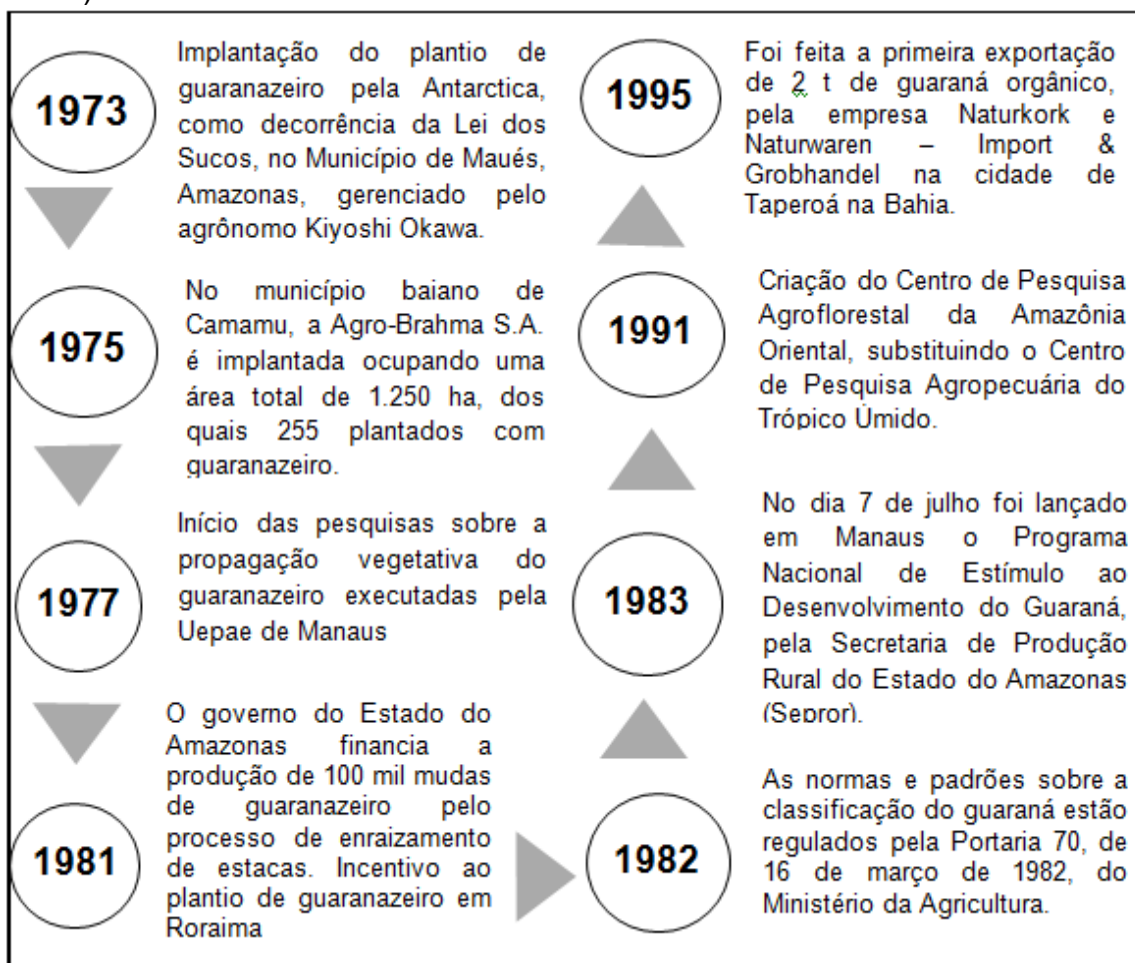 )
1973
Implantação do plantio de
guaranazeiro pela Antarctica,
como decorrência da Lei dos
Sucos, no Município de Maués,
Amazonas, gerenciado pelo
agrônomo Kiyoshi Okawa.
1975
No município baiano de
Camamu, a Agro-Brahma S.A.
é implantada ocupando uma
área total de 1.250 ha, dos
quais 255 plantados com
guaranazeiro.
1977
Início das pesquisas sobre a
propagação vegetativa do
guaranazeiro executadas pela
Uepae de Manaus
1981
O governo do Estado do
Amazonas financia a
produção de 100 mil mudas
de guaranazeiro pelo
processo de enraizamento
de estacas. Incentivo ao
plantio de guaranazeiro em
Roraima
1982
As normas e padrões sobre a
classificação do guaraná estão
regulados pela Portaria 70, de
16 de março de 1982, do
Ministério da Agricultura.
1983
No dia 7 de julho foi lançado
em Manaus o Programa
Nacional de Estímulo ao
Desenvolvimento do Guaraná,
pela Secretaria de Produção
Rural do Estado do Amazonas
(Sepror).
1991
Criação do Centro de Pesquisa
Agroflorestal da Amazônia
Oriental, substituindo o Centro
de Pesquisa Agropecuária do
Trópico Úmido.
1995
Foi feita a primeira exportação
de 2 t de guaraná orgânico,
pela empresa Naturkork e
Naturwaren – Import &
Grobhandel na cidade de
Taperoá na Bahia.